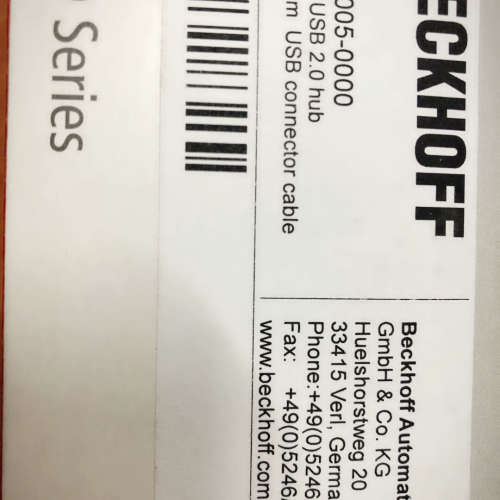 ECKHOFF
005-0000
USB 2.0 hub
m USB connector cable
Beckhoff Automat
GmbH & Co. KG
Huelshorstweg 20
33415 Verl, Germa
Phone:+49(0)5246
Fax: +49(0)5246
www.beckhoff.com
Series